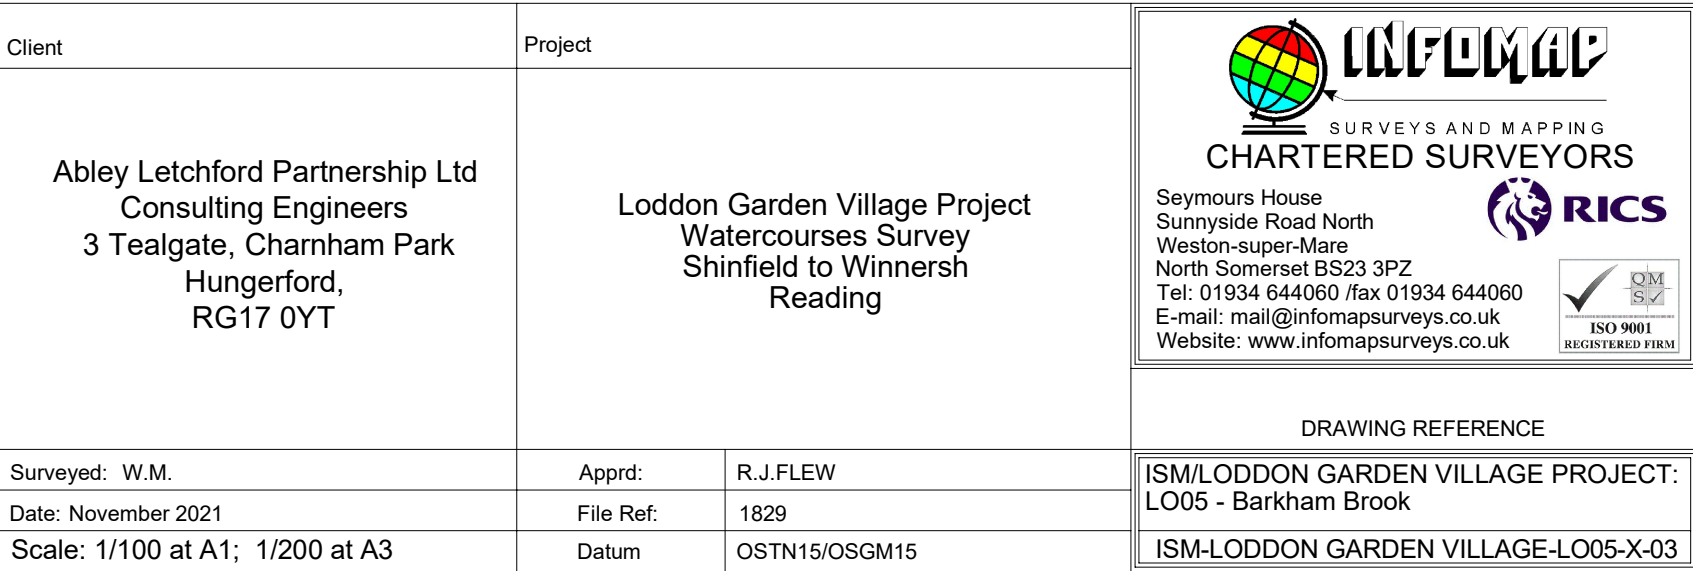 Client
Abley Letchford Partnership Ltd
Consulting Engineers
3 Tealgate, Charnham Park
Hungerford,
RG17 0YT
Project
Loddon Garden Village Project
Watercourses Survey
Shinfield to Winnersh
Reading
INFOMAP
SURVEYS AND MAPPING
CHARTERED SURVEYORS
Seymours House
Sunnyside Road North
Weston-super-Mare
North Somerset BS23 3PZ
Tel: 01934 644060 /fax 01934 644060
E-mail: mail@infomapsurveys.co.uk
Website: www.infomapsurveys.co.uk
RICS
QM
S
ISO 9001
REGISTERED FIRM
DRAWING REFERENCE
Surveyed: W.M.
Apprd: R.J.FLEW
Date: November 2021
File Ref: 1829
Scale: 1/100 at A1; 1/200 at A3
Datum OSTN15/OSGM15
ISM/LODDON GARDEN VILLAGE PROJECT:
LO05 - Barkham Brook
ISM-LODDON GARDEN VILLAGE-LO05-X-03